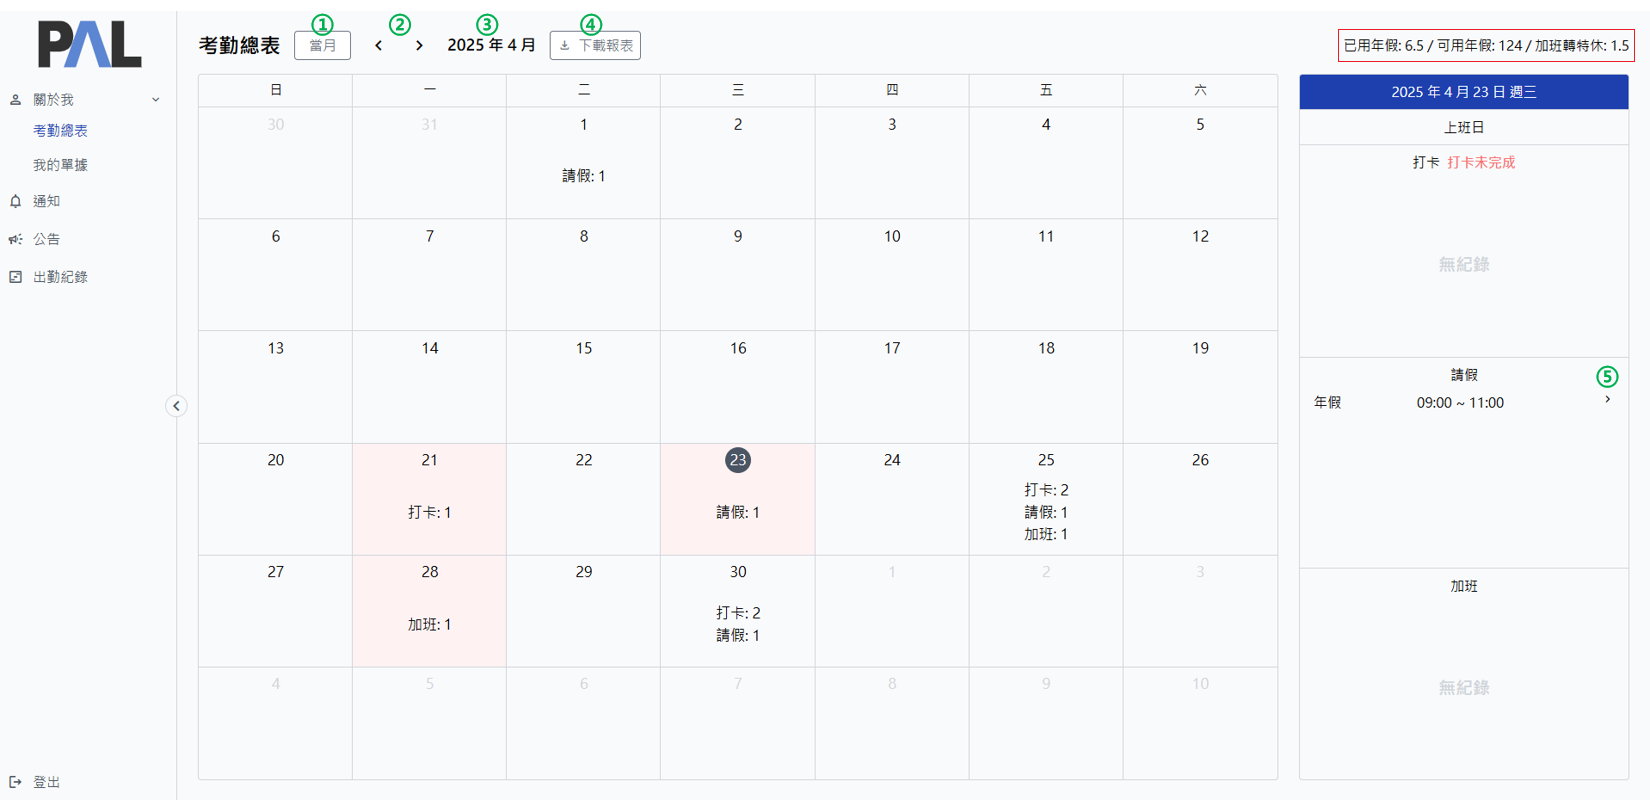 PAL
關於我
考勤總表
我的單據
通知
公告
出勤紀錄
登出
① ② ③ ④
考勤總表 當月 2025 年 4 月 下載報表
已用年假: 6.5 / 可用年假: 124 / 加班轉特休: 1.5
日 一 二 三 四 五 六
30 31 1 2 3 4 5
請假: 1
6 7 8 9 10 11 12
13 14 15 16 17 18 19
20 21 22 23 24 25 26
打卡: 2
打卡: 1 請假: 1 請假: 1
加班: 1
27 28 29 30 1 2 3
打卡: 2
加班: 1
請假: 1
4 5 6 7 8 9 10
2025 年 4 月 23 日 週三
上班日
打卡 打卡未完成
無紀錄
請假 ⑤
年假 09:00 ~ 11:00
加班
無紀錄